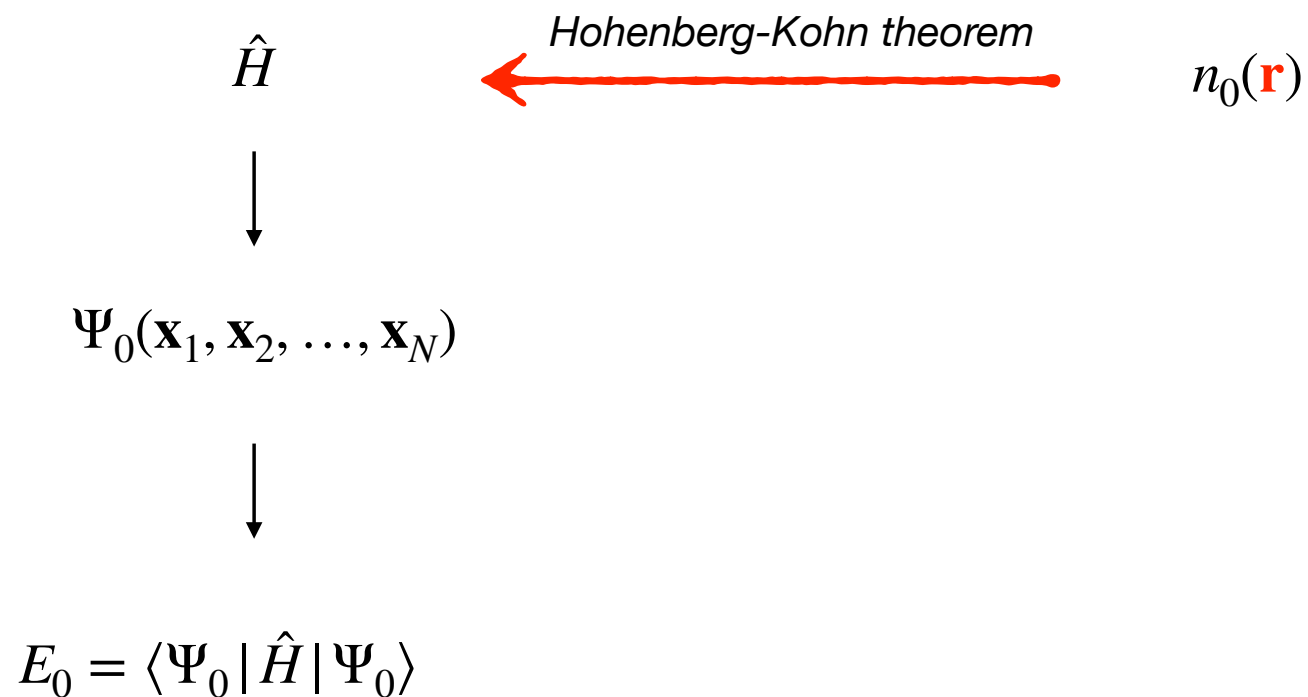 Hohenberg-Kohn theorem
Ĥ
n₀(r)
Ψ₀(x₁, x₂, …, x_N)
E₀ = ⟨Ψ₀ | Ĥ | Ψ₀⟩